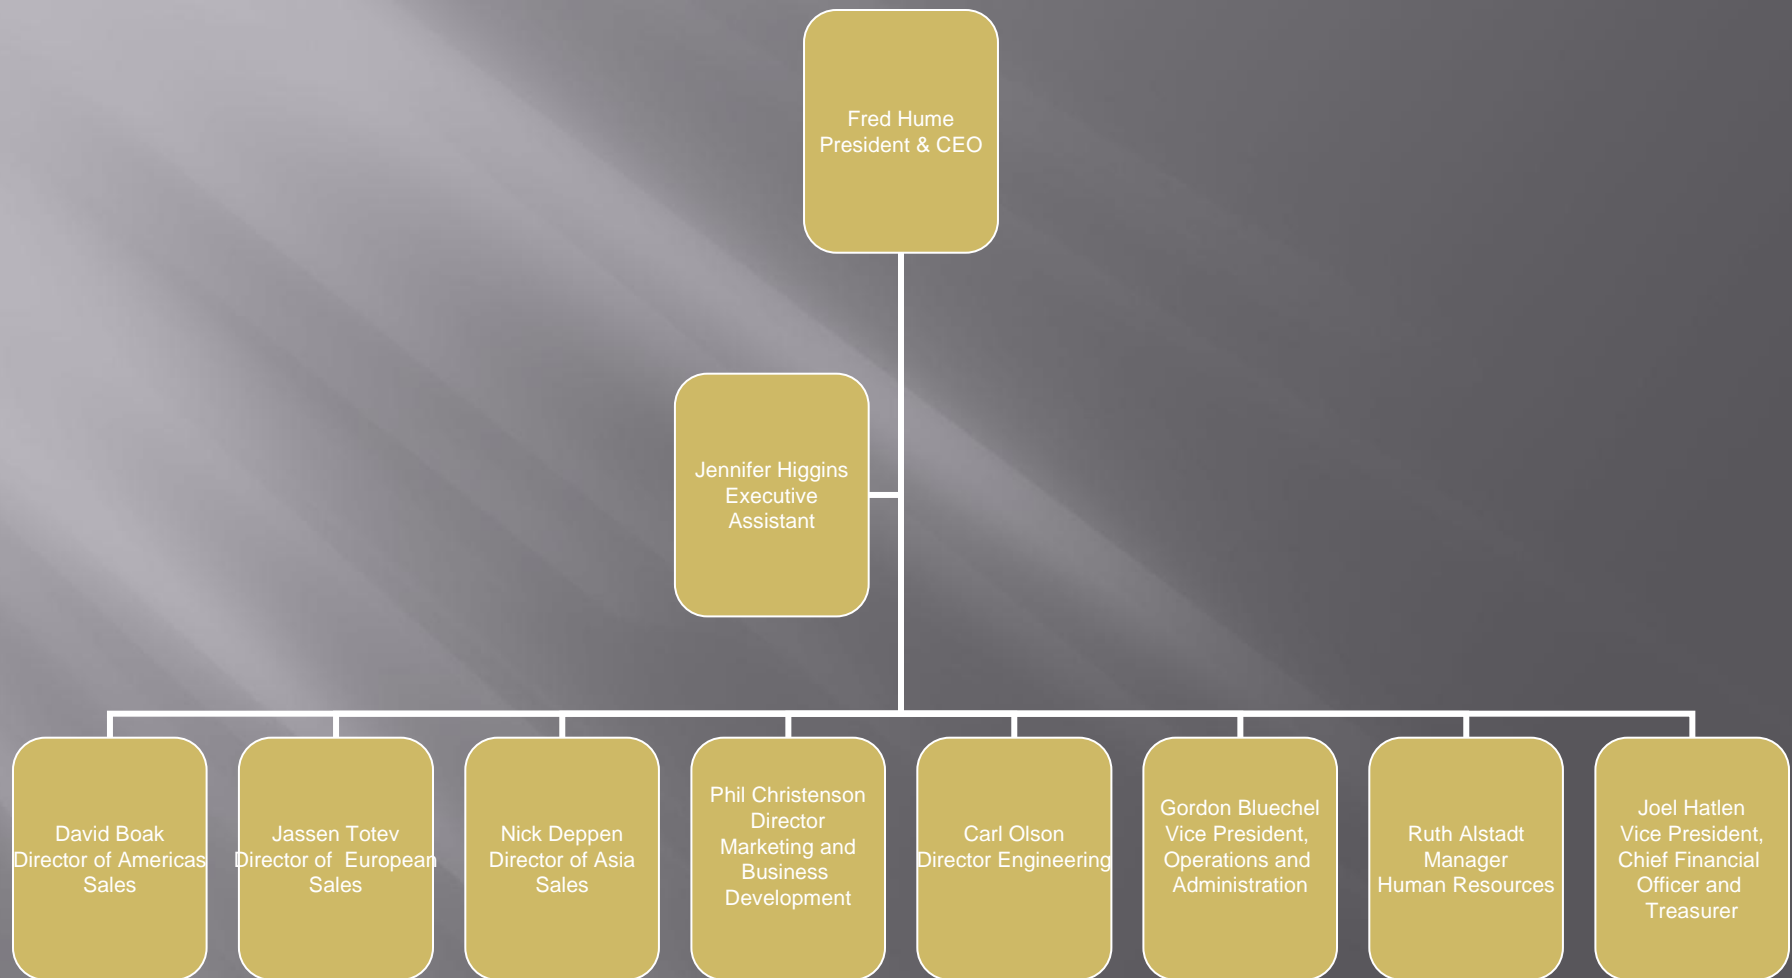 Fred Hume
President & CEO
Jennifer Higgins
Executive
Assistant
David Boak
Director of Americas
Sales
Jassen Totev
Director of  European
Sales
Nick Deppen
Director of Asia
Sales
Phil Christenson
Director
Marketing and
Business
Development
Carl Olson
Director Engineering
Gordon Bluechel
Vice President,
Operations and
Administration
Ruth Alstadt
Manager
Human Resources
Joel Hatlen
Vice President,
Chief Financial
Officer and
Treasurer